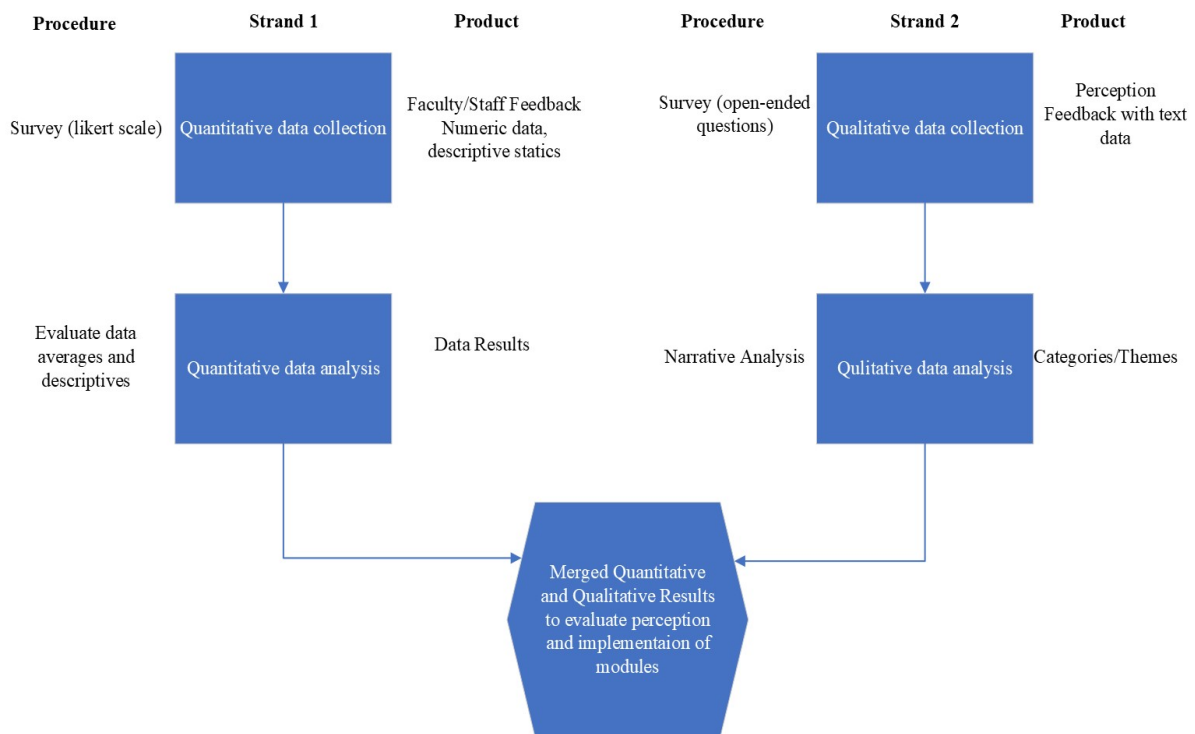 Procedure
Strand 1
Product
Procedure
Strand 2
Product
Survey (likert scale)
Quantitative data collection
Faculty/Staff Feedback
Numeric data,
descriptive statics
Survey (open-ended
questions)
Qualitative data collection
Perception
Feedback with text
data
Evaluate data
averages and
descriptives
Quantitative data analysis
Data Results
Narrative Analysis
Qulitative data analysis
Categories/Themes
Merged Quantitative
and Qualitative Results
to evaluate perception
and implementaion of
modules